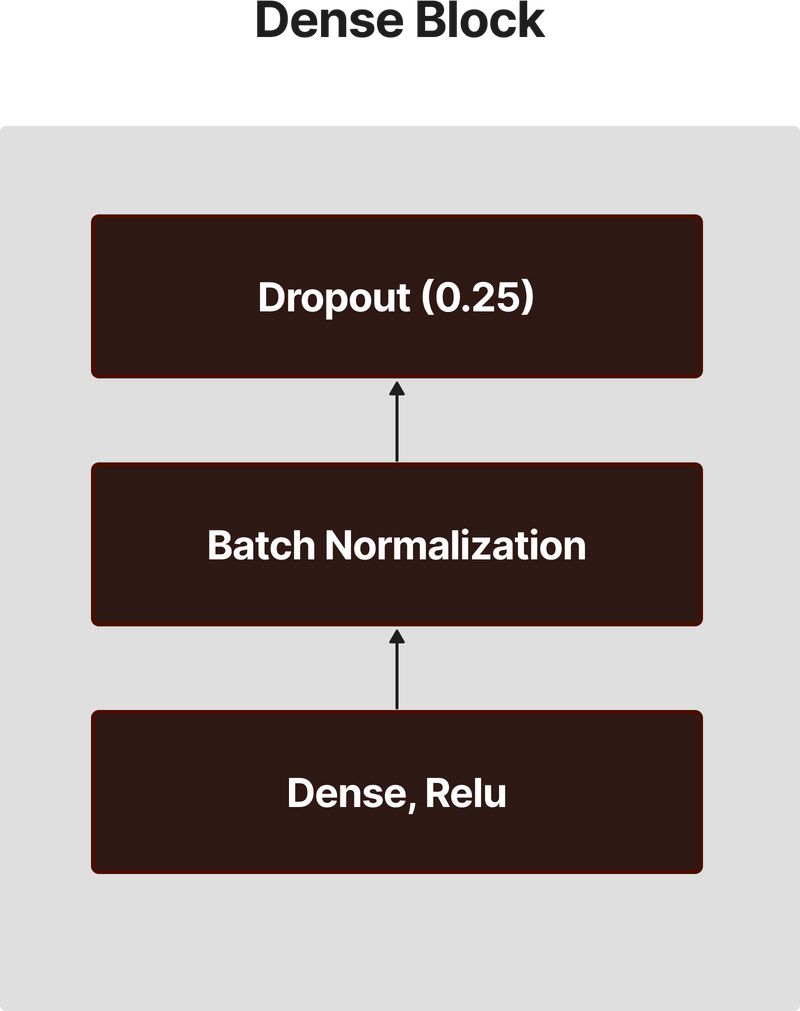 Dense Block
Dropout (0.25)
Batch Normalization
Dense, Relu